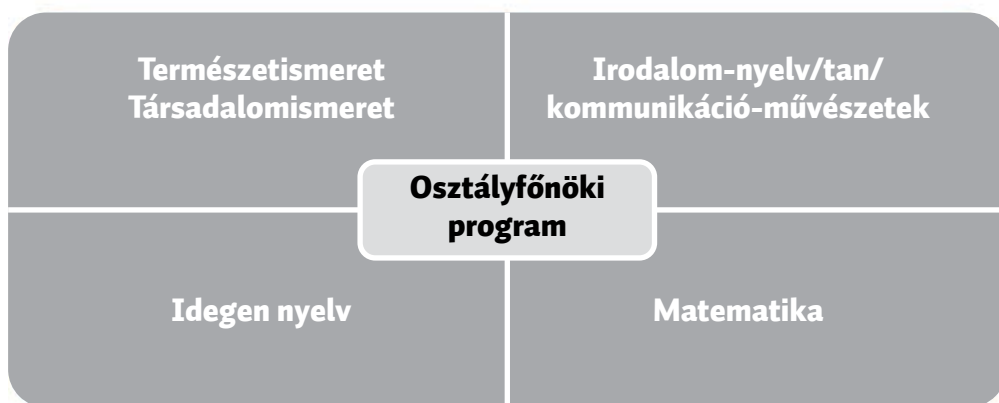 Természetismeret
Társadalomismeret
Irodalom-nyelv/tan/
kommunikáció-művészetek
Osztályfőnöki
program
Idegen nyelv
Matematika